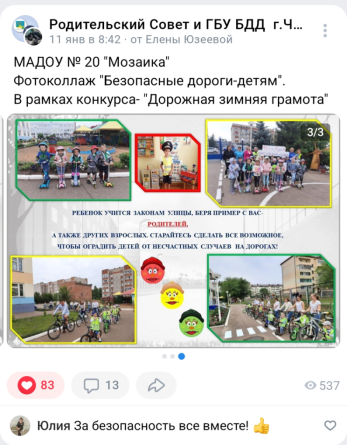 Родительский Совет и ГБУ БДД г.Ч...
11 янв в 8:42 · от Елены Юзеевой
МАДОУ № 20 "Мозаика"
Фотоколлаж "Безопасные дороги-детям".
В рамках конкурса- "Дорожная зимняя грамота"
3/3
РЕБЕНОК УЧИТСЯ ЗАКОНАМ УЛИЦЫ, БЕРЯ ПРИМЕР С ВАС-
РОДИТЕЛЕЙ,
А ТАКЖЕ ДРУГИХ ВЗРОСЛЫХ. СТАРАЙТЕСЬ СДЕЛАТЬ ВСЕ ВОЗМОЖНОЕ,
ЧТОБЫ ОГРАДИТЬ ДЕТЕЙ ОТ НЕСЧАСТНЫХ СЛУЧАЕВ НА ДОРОГАХ!
83
13
537
Юлия За безопасность все вместе!